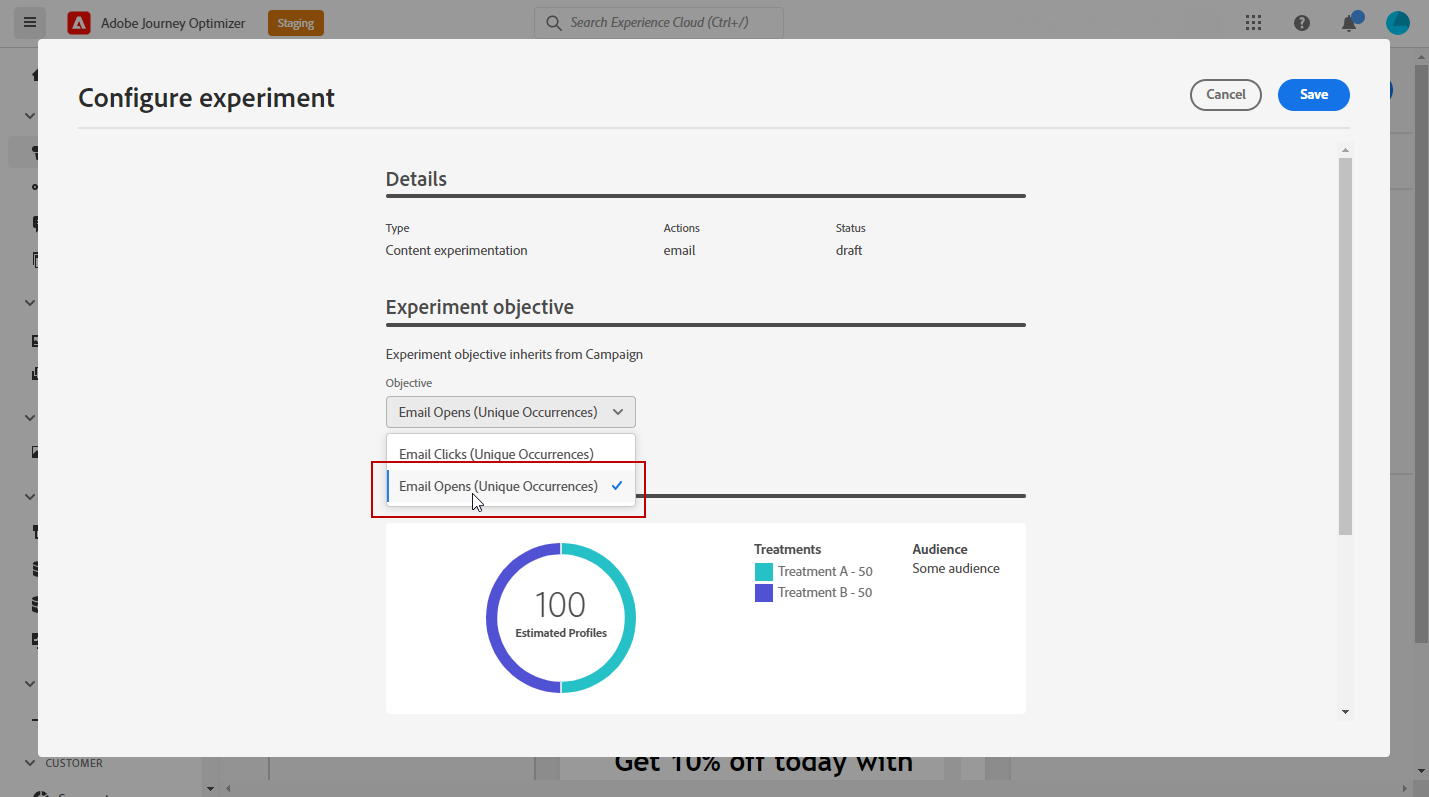 Adobe Journey Optimizer
Staging
Search Experience Cloud (Ctrl+/)
Configure experiment
Cancel
Save
Details
Type
Actions
Status
Content experimentation
email
draft
Experiment objective
Experiment objective inherits from Campaign
Objective
Email Opens (Unique Occurrences)
Email Clicks (Unique Occurrences)
Email Opens (Unique Occurrences)
100
Estimated Profiles
Treatments
Treatment A - 50
Treatment B - 50
Audience
Some audience
CUSTOMER
Get 10% off today with